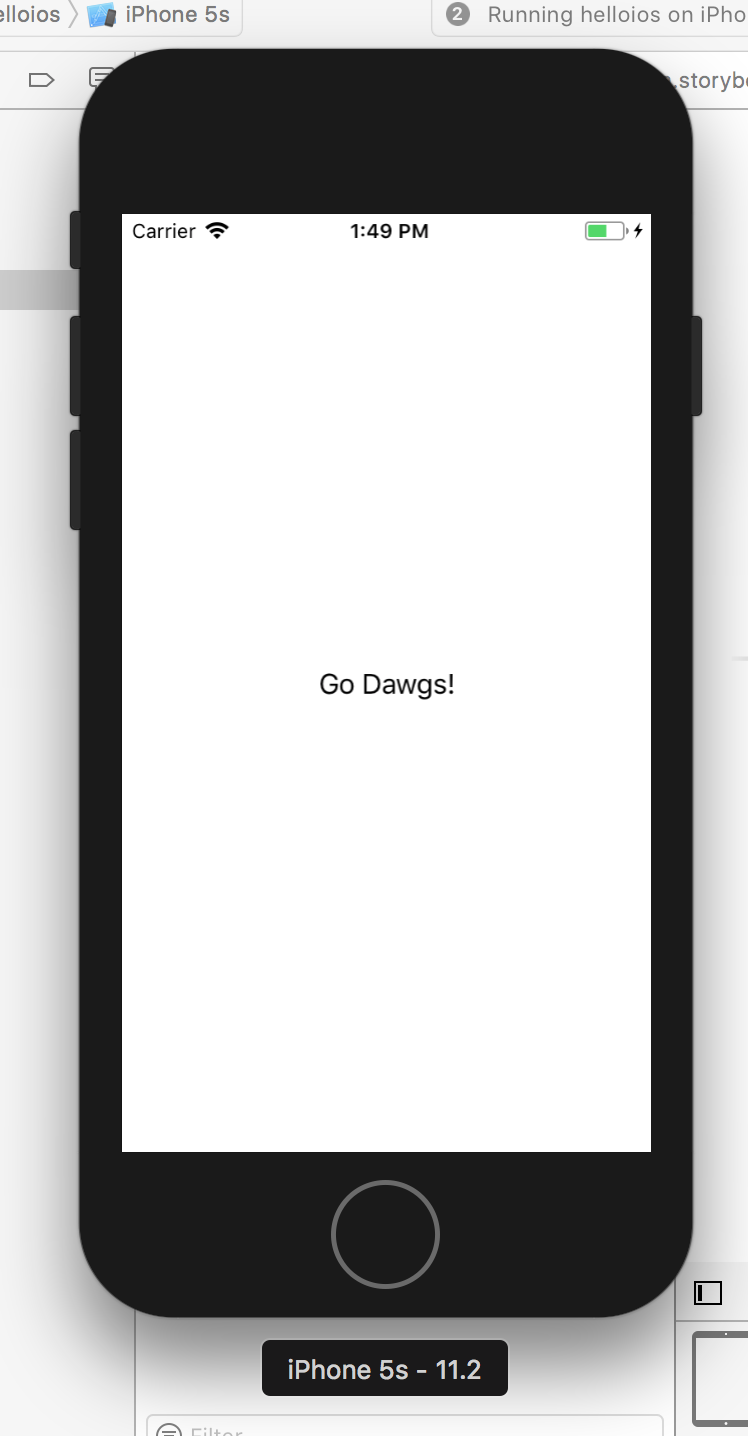 elloios 〉 iPhone 5s
2 Running helloios on iPho
.storyb
Carrier 1:49 PM
Go Dawgs!
iPhone 5s - 11.2
Filter